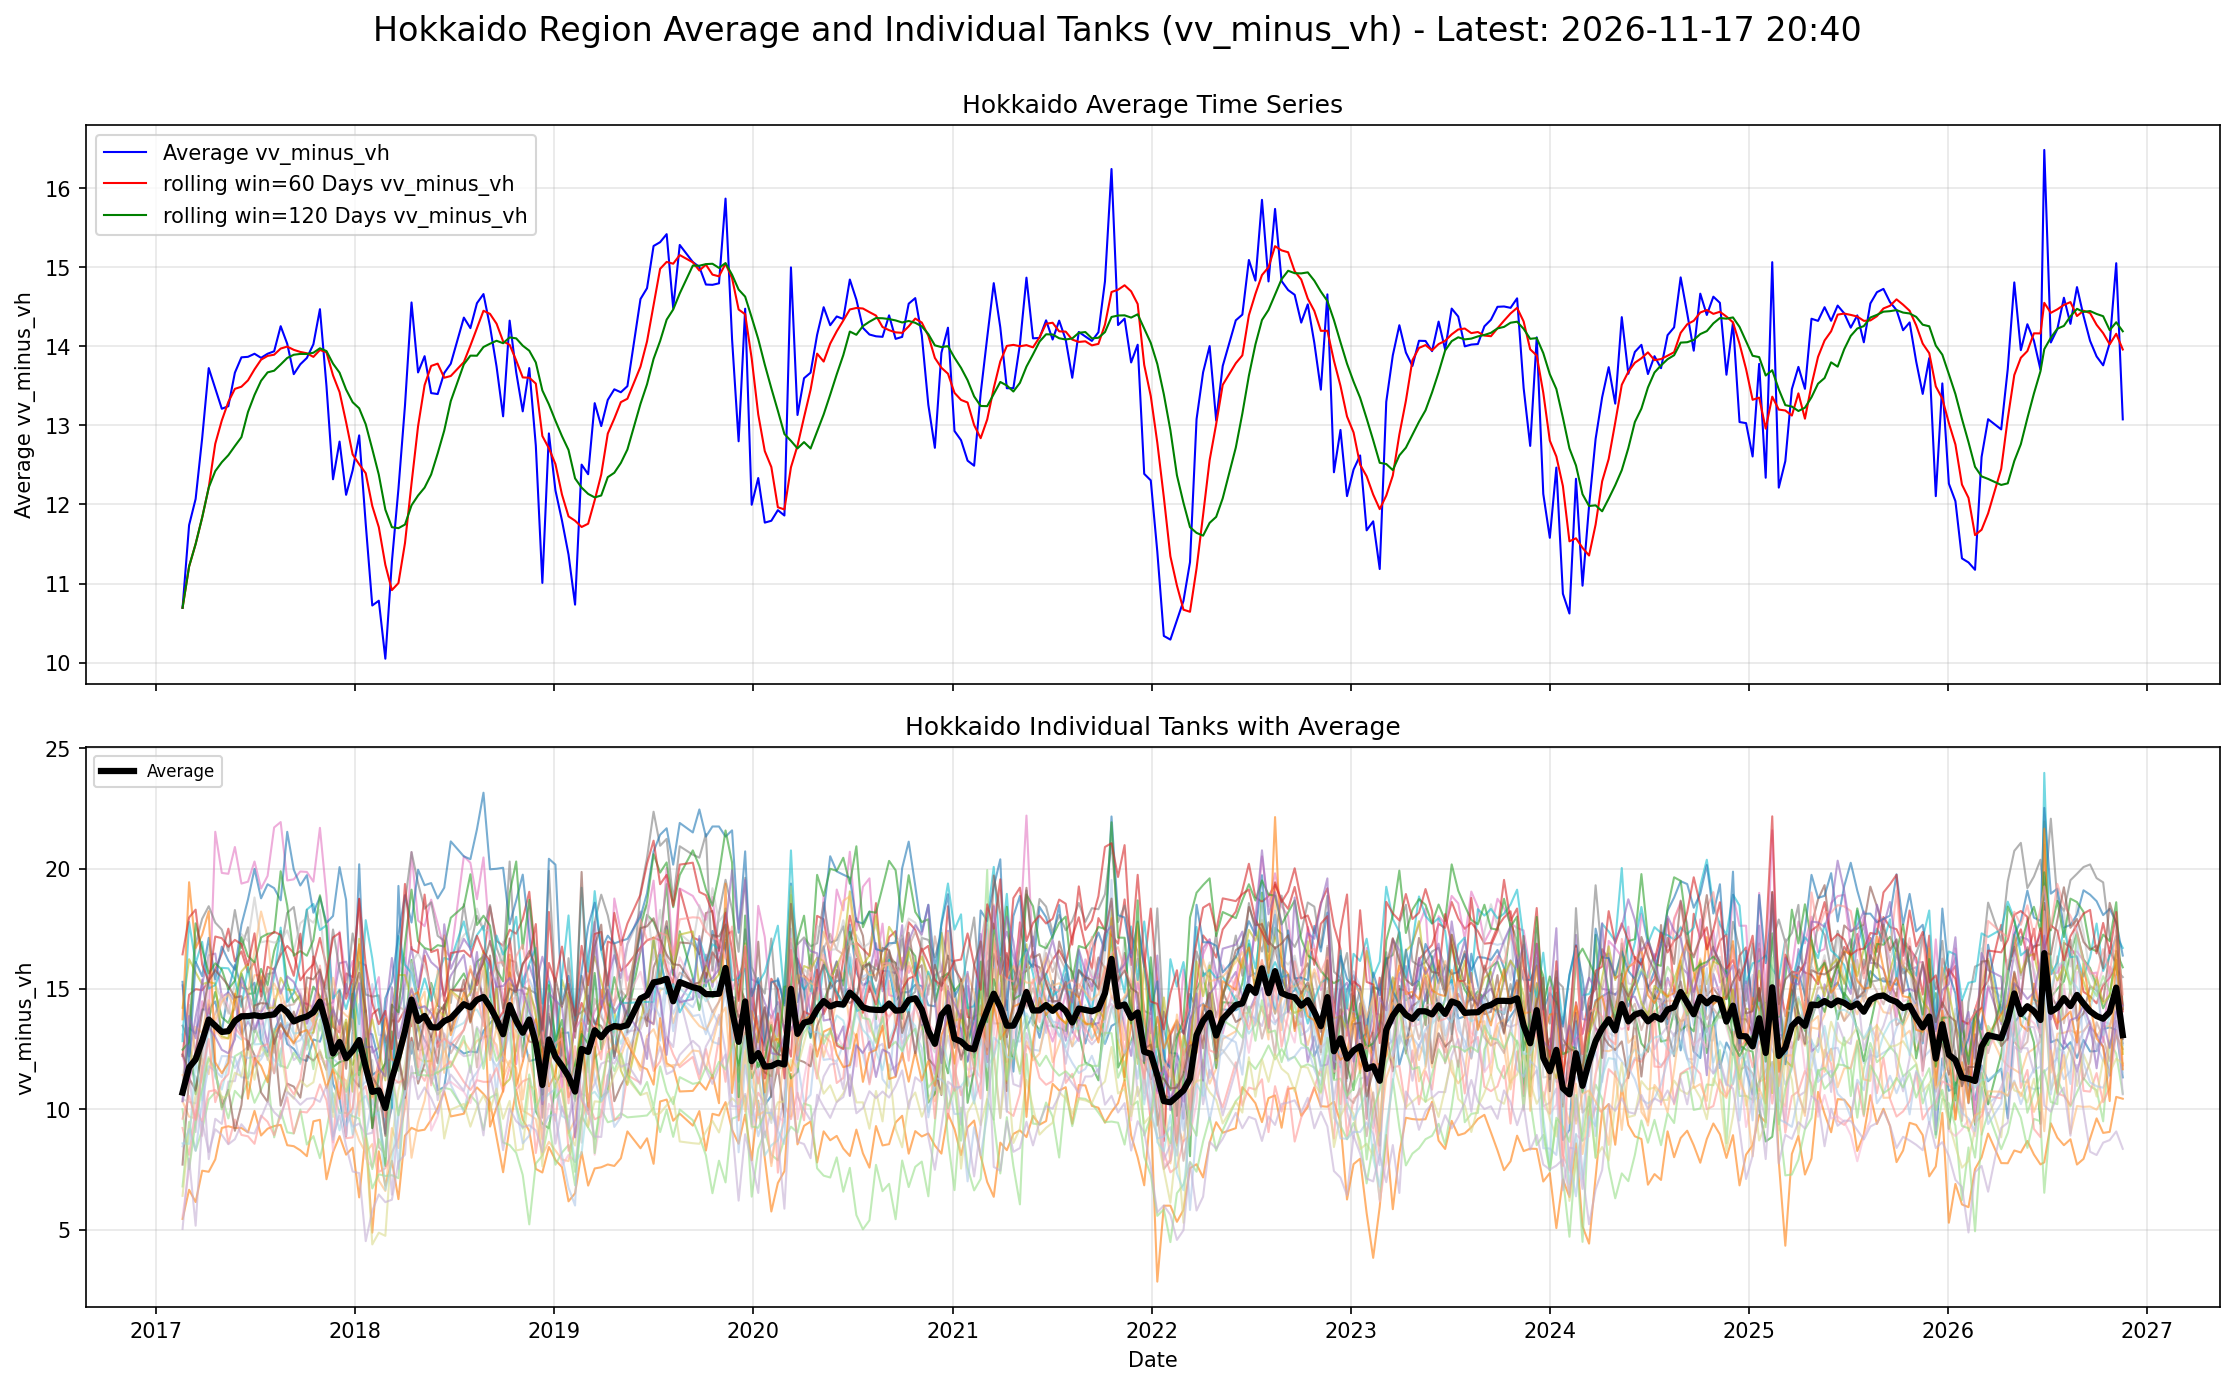 Hokkaido Region Average and Individual Tanks (vv_minus_vh) - Latest: 2026-11-17 20:40
Hokkaido Average Time Series
Average vv_minus_vh
rolling win=60 Days vv_minus_vh
rolling win=120 Days vv_minus_vh
Average vv_minus_vh
16
15
14
13
12
11
10
Hokkaido Individual Tanks with Average
Average
vv_minus_vh
25
20
15
10
5
2017 2018 2019 2020 2021 2022 2023 2024 2025 2026 2027
Date